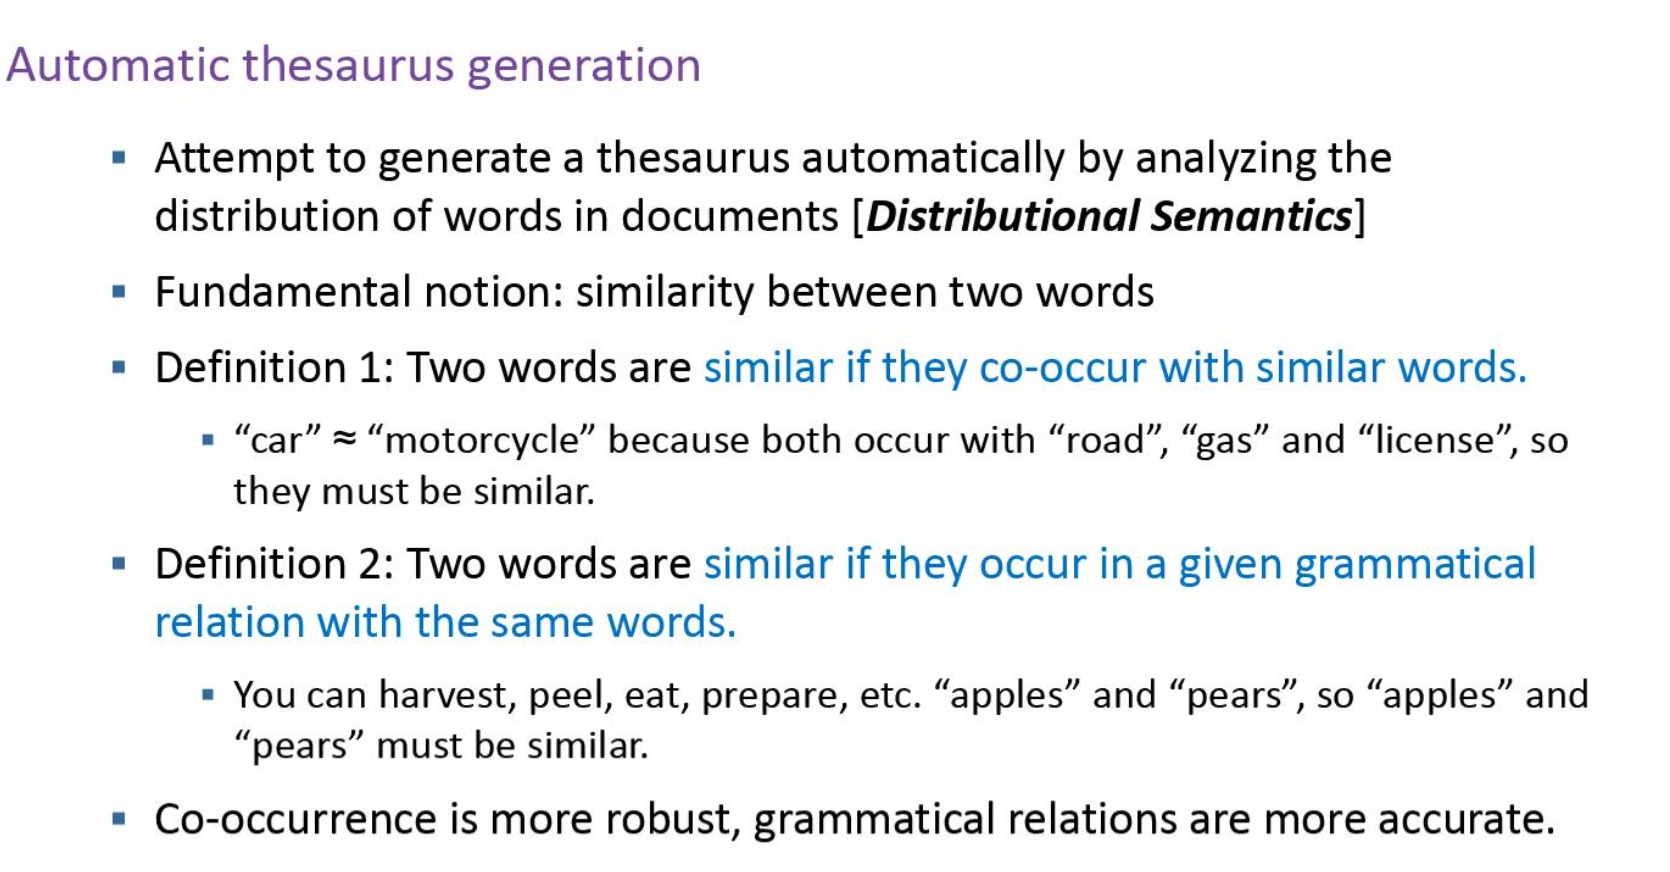 Automatic thesaurus generation
▪ Attempt to generate a thesaurus automatically by analyzing the
distribution of words in documents [Distributional Semantics]
▪ Fundamental notion: similarity between two words
▪ Definition 1: Two words are similar if they co-occur with similar words.
▪ “car” ≈ “motorcycle” because both occur with “road”, “gas” and “license”, so
they must be similar.
▪ Definition 2: Two words are similar if they occur in a given grammatical
relation with the same words.
▪ You can harvest, peel, eat, prepare, etc. “apples” and “pears”, so “apples” and
“pears” must be similar.
▪ Co-occurrence is more robust, grammatical relations are more accurate.